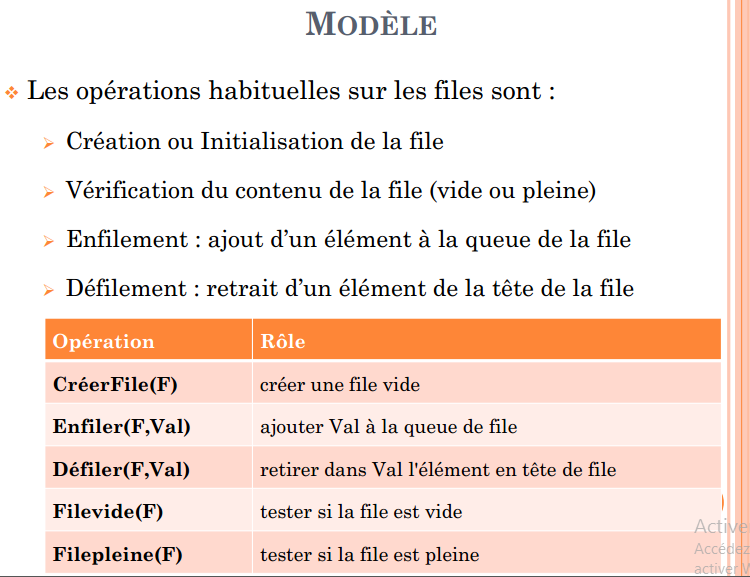 MODÈLE
Les opérations habituelles sur les files sont :
Création ou Initialisation de la file
Vérification du contenu de la file (vide ou pleine)
Enfilement : ajout d'un élément à la queue de la file
Défilement : retrait d'un élément de la tête de la file
Opération Rôle
CréerFile(F) créer une file vide
Enfiler(F,Val) ajouter Val à la queue de file
Défiler(F,Val) retirer dans Val l'élément en tête de file
Filevide(F) tester si la file est vide
Filepleine(F) tester si la file est pleine
Active
Accédez
activer W